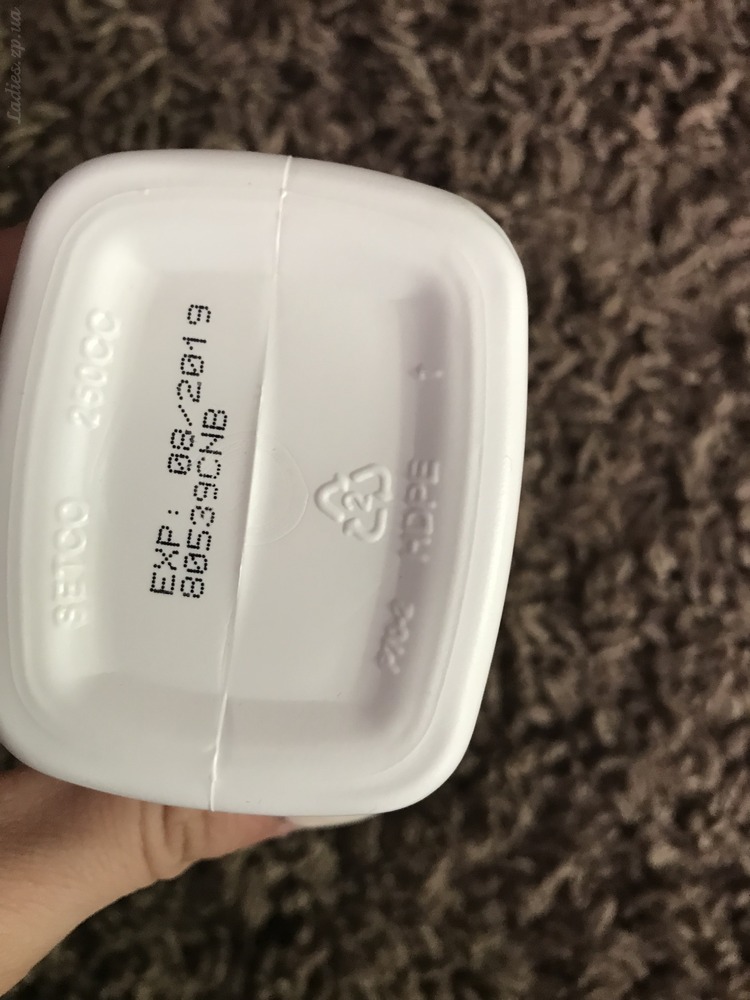 Ladies.zp.ua
SETCO 250CC
EXP: 08/2019
80539CNB
2
HDPE